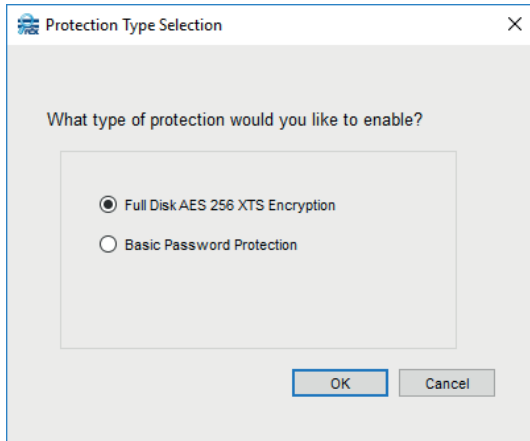 Protection Type Selection
What type of protection would you like to enable?
Full Disk AES 256 XTS Encryption
Basic Password Protection
OK
Cancel